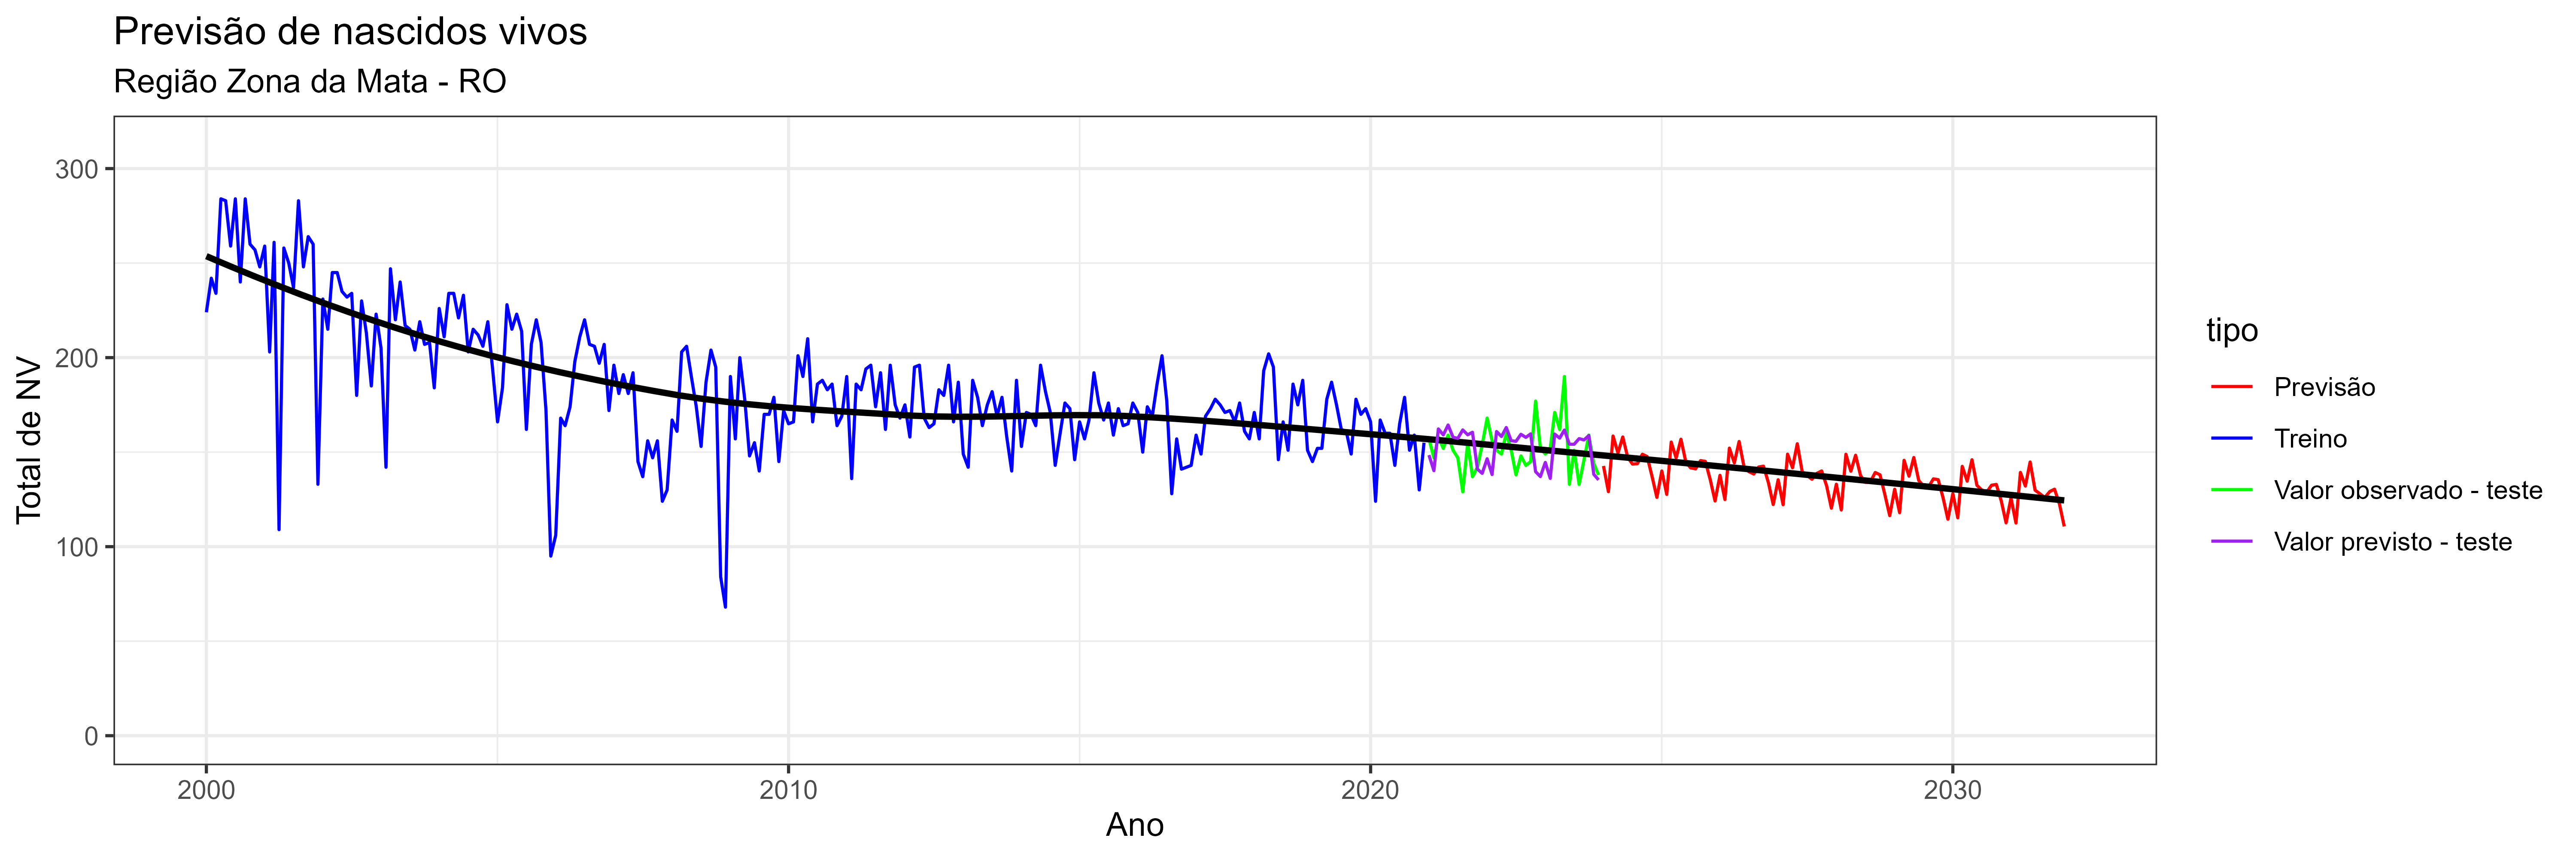 Previsão de nascidos vivos
Região Zona da Mata - RO
Total de NV
300
200
100
0
2000
2010
2020
2030
Ano
tipo
Previsão
Treino
Valor observado - teste
Valor previsto - teste